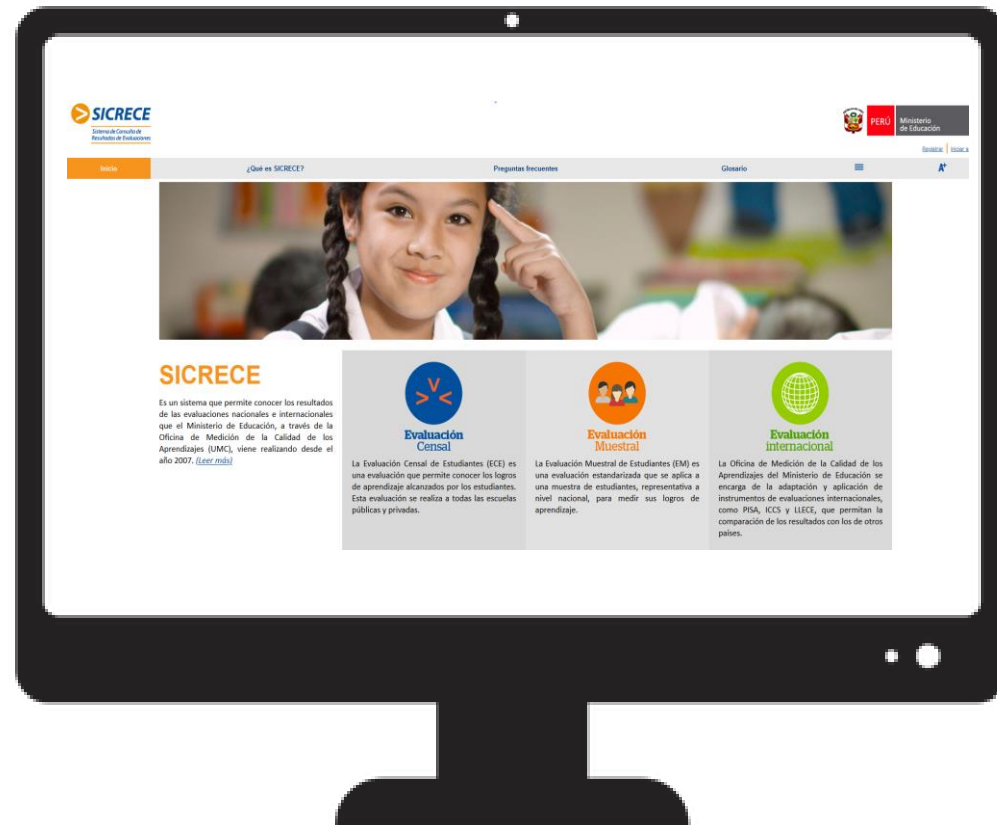 SICRECE
Sistema de Consulta de
Resultados de Evaluaciones
PERÚ
Ministerio
de Educación
Registrar | Iniciar s
Inicio
¿Qué es SICRECE?
Preguntas frecuentes
Glosario
A+
SICRECE
Es un sistema que permite conocer los resultados
de las evaluaciones nacionales e internacionales
que el Ministerio de Educación, a través de la
Oficina de Medición de la Calidad de los
Aprendizajes (UMC), viene realizando desde el
año 2007. (Leer más)
Evaluación
Censal
La Evaluación Censal de Estudiantes (ECE) es
una evaluación que permite conocer los logros
de aprendizaje alcanzados por los estudiantes.
Esta evaluación se realiza a todas las escuelas
públicas y privadas.
Evaluación
Muestral
La Evaluación Muestral de Estudiantes (EM) es
una evaluación estandarizada que se aplica a
una muestra de estudiantes, representativa a
nivel nacional, para medir sus logros de
aprendizaje.
Evaluación
internacional
La Oficina de Medición de la Calidad de los
Aprendizajes del Ministerio de Educación se
encarga de la adaptación y aplicación de
instrumentos de evaluaciones internacionales,
como PISA, ICCS y LLECE, que permitan la
comparación de los resultados con los de otros
países.